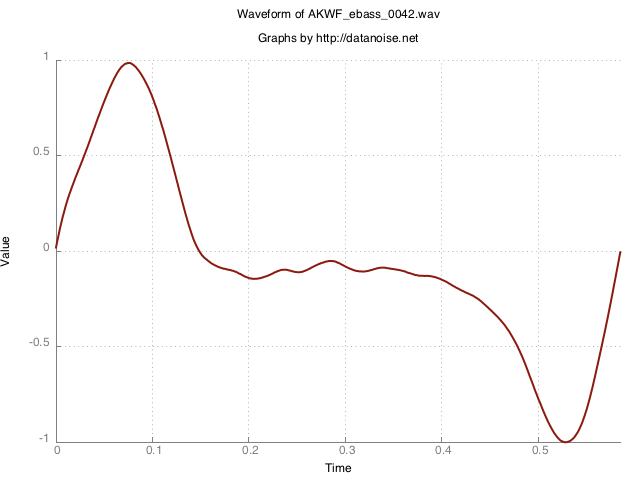 Waveform of AKWF_ebass_0042.wav
Graphs by http://datanoise.net
1
0.5
0
-0.5
-1
Value
0 0.1 0.2 0.3 0.4 0.5
Time